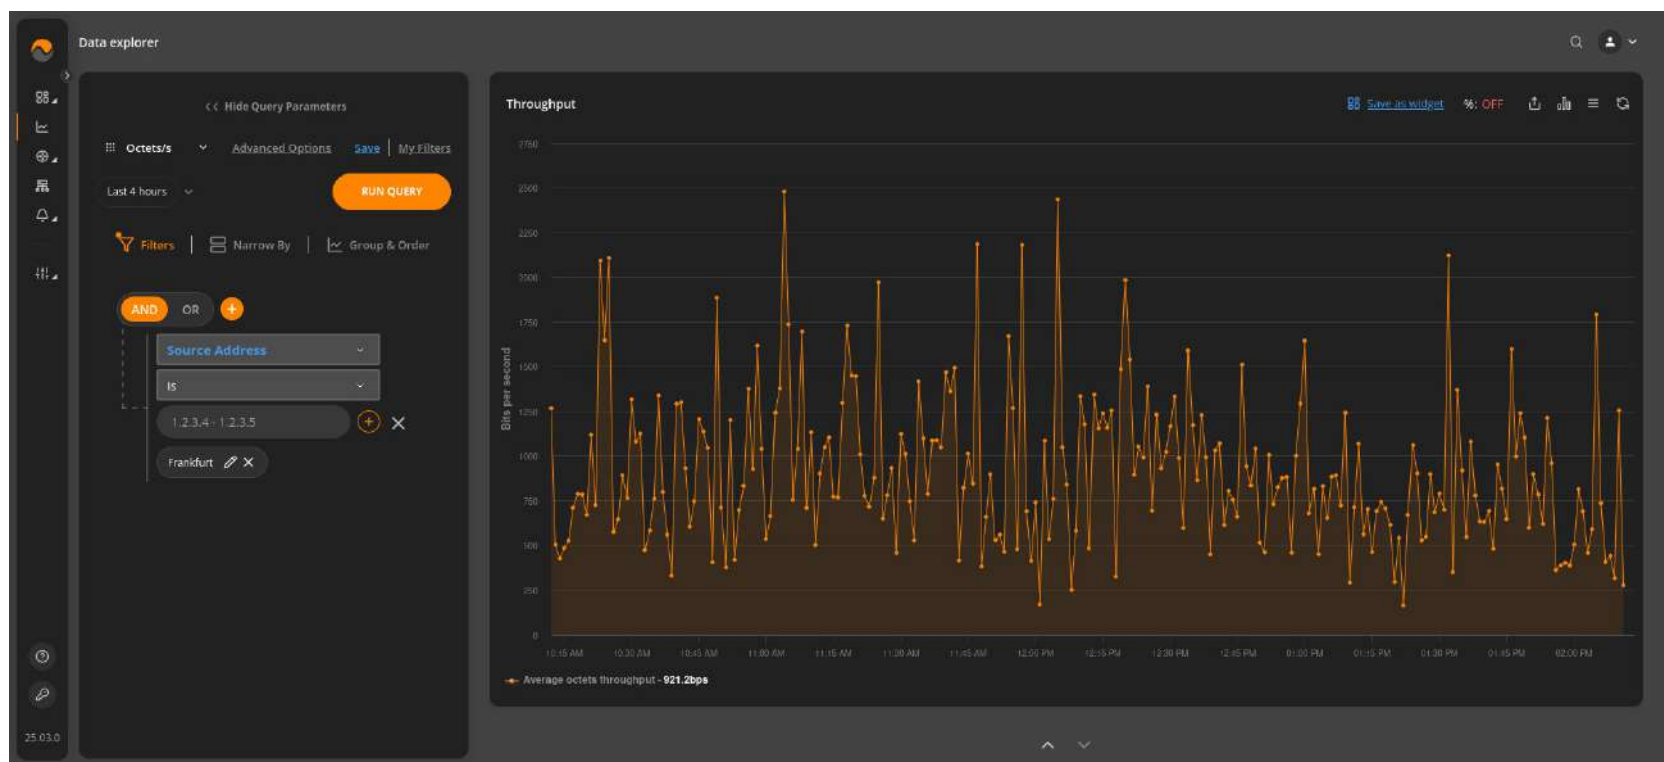 Data explorer
Hide Query Parameters
Octets/s
Advanced Options
Save
My Filters
Last 4 hours
RUN QUERY
Filters
Narrow By
Group & Order
AND
OR
Source Address
Is
1.2.3.4 - 1.2.3.5
Frankfurt
25.03.0
Throughput
Save as widget
%: OFF
Bits per second
2750
2500
2250
2000
1750
1500
1250
1000
750
500
250
0
10:15 AM
10:30 AM
10:45 AM
11:00 AM
11:15 AM
11:30 AM
11:45 AM
12:00 PM
12:15 PM
12:30 PM
12:45 PM
01:00 PM
01:15 PM
01:30 PM
01:45 PM
02:00 PM
Average octets throughput - 921.2bps